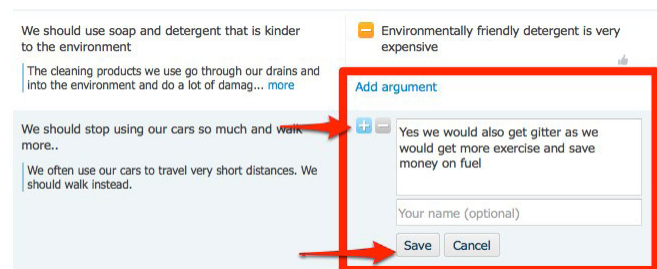 We should use soap and detergent that is kinder
to the environment
The cleaning products we use go through our drains and
into the environment and do a lot of damag... more
Environmentally friendly detergent is very
expensive
Add argument
We should stop using our cars so much and walk
more..
We often use our cars to travel very short distances. We
should walk instead.
Yes we would also get gitter as we
would get more exercise and save
money on fuel
Your name (optional)
Save Cancel